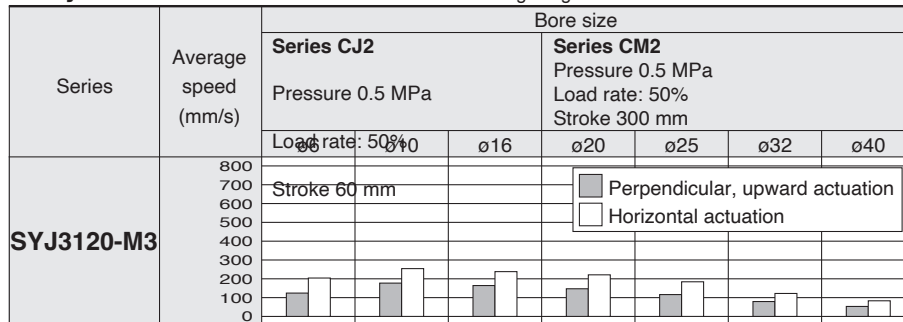 Bore size
Series
Average
speed
(mm/s)
Series CJ2
Pressure 0.5 MPa
Load rate: 50%
Stroke 60 mm
Series CM2
Pressure 0.5 MPa
Load rate: 50%
Stroke 300 mm
ø6 ø10 ø16 ø20 ø25 ø32 ø40
SYJ3120-M3
800
700
600
500
400
300
200
100
0
Perpendicular, upward actuation
Horizontal actuation